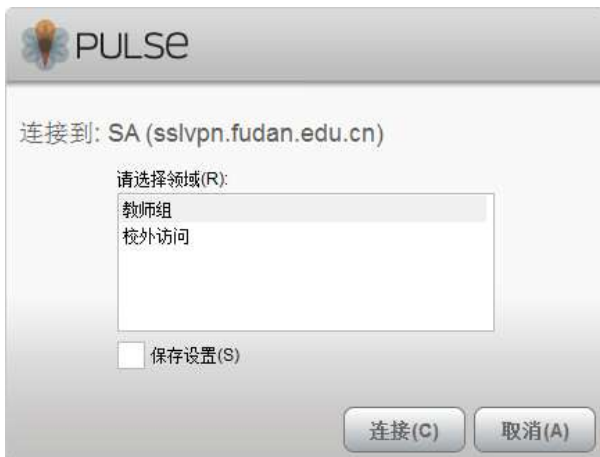 PULSe
连接到: SA (sslvpn.fudan.edu.cn)
请选择领域(R):
教师组
校外访问
保存设置(S)
连接(C) 取消(A)